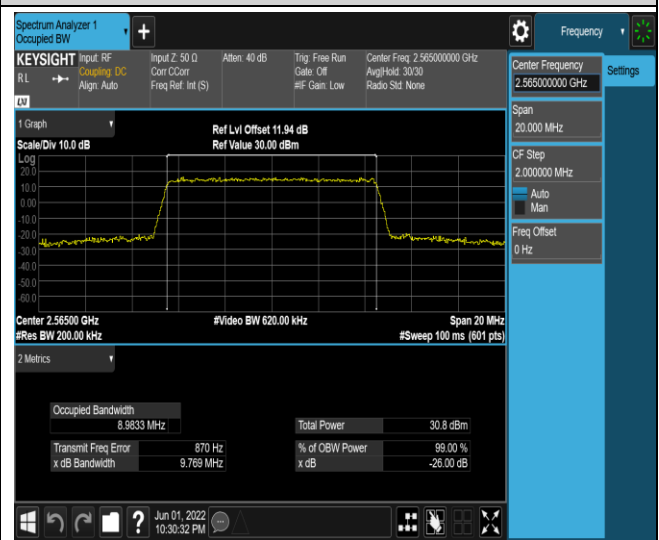 Spectrum Analyzer 1
Occupied BW
+
Frequency
KEYSIGHT
RL
LXI
Input: RF
Coupling: DC
Align: Auto
Input Z: 50 Ω
Corr CCorr
Freq Ref: Int (S)
Atten: 40 dB
Trig: Free Run
Gate: Off
#IF Gain: Low
Center Freq: 2.565000000 GHz
Avg|Hold: 30/30
Radio Std: None
Center Frequency
2.565000000 GHz
Settings
Span
20.000 MHz
CF Step
2.000000 MHz
Auto
Man
Freq Offset
0 Hz
1 Graph
Scale/Div 10.0 dB
Ref Lvl Offset 11.94 dB
Ref Value 30.00 dBm
Log
20.0
10.0
0.00
-10.0
-20.0
-30.0
-40.0
-50.0
-60.0
Center 2.56500 GHz
#Video BW 620.00 kHz
Span 20 MHz
#Res BW 200.00 kHz
#Sweep 100 ms (601 pts)
2 Metrics
Occupied Bandwidth
8.9833 MHz
Total Power 30.8 dBm
Transmit Freq Error 870 Hz
% of OBW Power 99.00 %
x dB Bandwidth 9.769 MHz
x dB -26.00 dB
?
Jun 01, 2022
10:30:32 PM